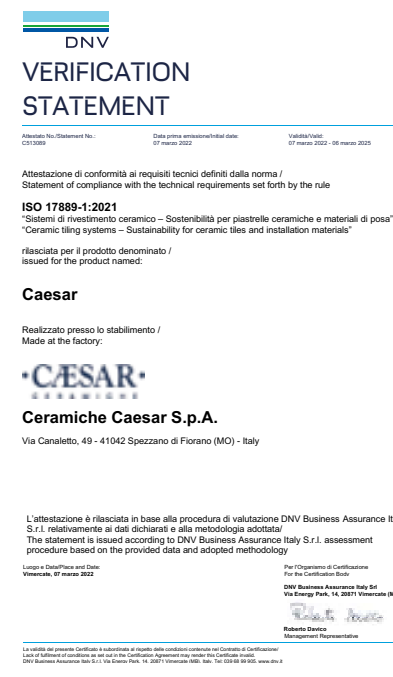 DNV
VERIFICATION
STATEMENT
Attestato No./Statement No.:
C513089
Data prima emissione/Initial date:
07 marzo 2022
Validità/Valid:
07 marzo 2022 - 06 marzo 2025
Attestazione di conformità ai requisiti tecnici definiti dalla norma /
Statement of compliance with the technical requirements set forth by the rule
ISO 17889-1:2021
“Sistemi di rivestimento ceramico – Sostenibilità per piastrelle ceramiche e materiali di posa”
“Ceramic tiling systems – Sustainability for ceramic tiles and installation materials”
rilasciata per il prodotto denominato /
issued for the product named:
Caesar
Realizzato presso lo stabilimento /
Made at the factory:
CÆSAR
CERAMICHE
Ceramiche Caesar S.p.A.
Via Canaletto, 49 - 41042 Spezzano di Fiorano (MO) - Italy
L'attestazione è rilasciata in base alla procedura di valutazione DNV Business Assurance It
S.r.l. relativamente ai dati dichiarati e alla metodologia adottata/
The statement is issued according to DNV Business Assurance Italy S.r.l. assessment
procedure based on the provided data and adopted methodology
Luogo e Data/Place and Date:
Vimercate, 07 marzo 2022
Per l'Organismo di Certificazione
For the Certification Body
DNV Business Assurance Italy Srl
Via Energy Park, 14, 20871 Vimercate (M
Roberto Davico
Roberto Davico
Management Representative
La validità del presente Certificato è subordinata al rispetto delle condizioni contenute nel Contratto di Certificazione/
Lack of fulfilment of conditions as set out in the Certification Agreement may render this Certificate invalid.
DNV Business Assurance Italy S.r.l. Via Energy Park, 14. 20871 Vimercate (MB). Italy. Tel: 039 68 99 905. www.dnv.it